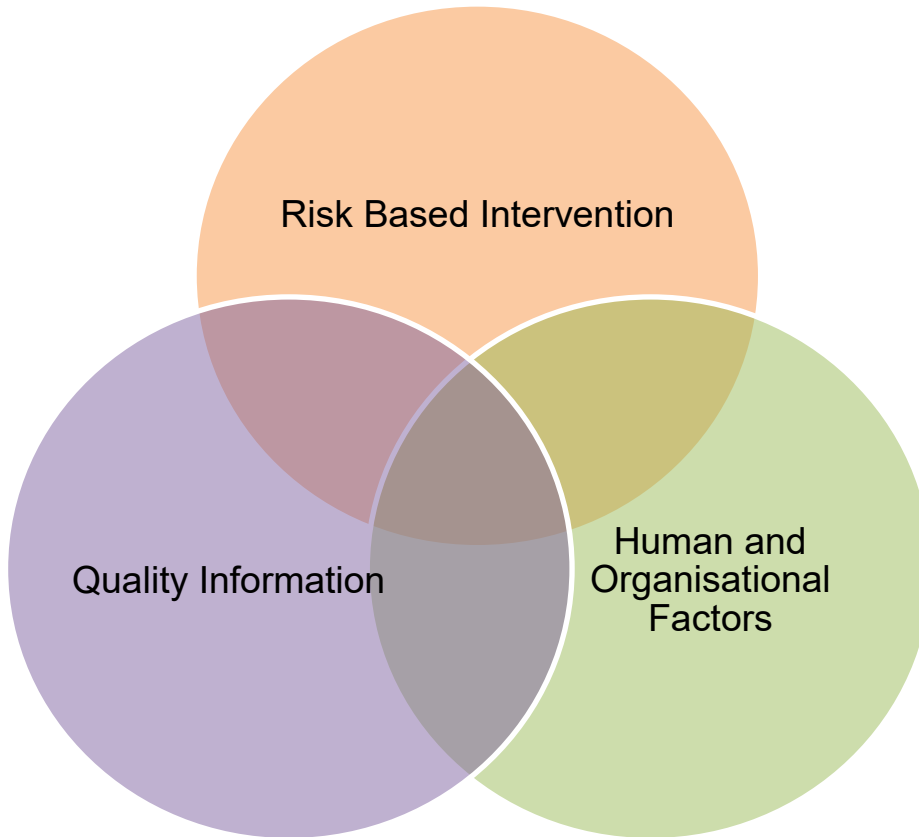 Risk Based Intervention
Quality Information
Human and
Organisational
Factors